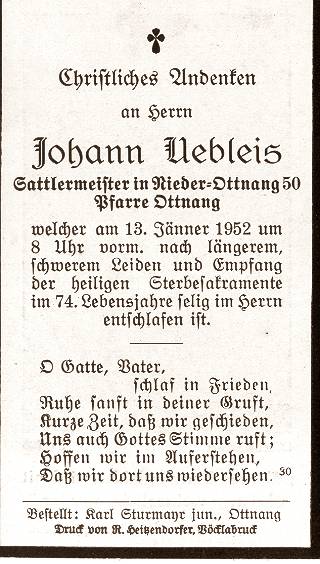 Christliches Andenken
an Herrn
Johann Uebleis
Sattlermeister in Nieder-Ottnang 50
Pfarre Ottnang
welcher am 13. Jänner 1952 um
8 Uhr vorm. nach längerem,
schwerem Leiden und Empfang
der heiligen Sterbesakramente
im 74. Lebensjahre selig im Herrn
entschlafen ist.
O Gatte, Vater,
schlaf in Frieden,
Ruhe sanft in deiner Gruft,
Kurze Zeit, daß wir geschieden,
Uns auch Gottes Stimme ruft;
Hoffen wir im Auferstehen,
Daß wir dort uns wiedersehen. 30
Bestellt: Karl Sturmayr jun., Ottnang
Druck von R. Heitzendorfer, Vöcklabruck